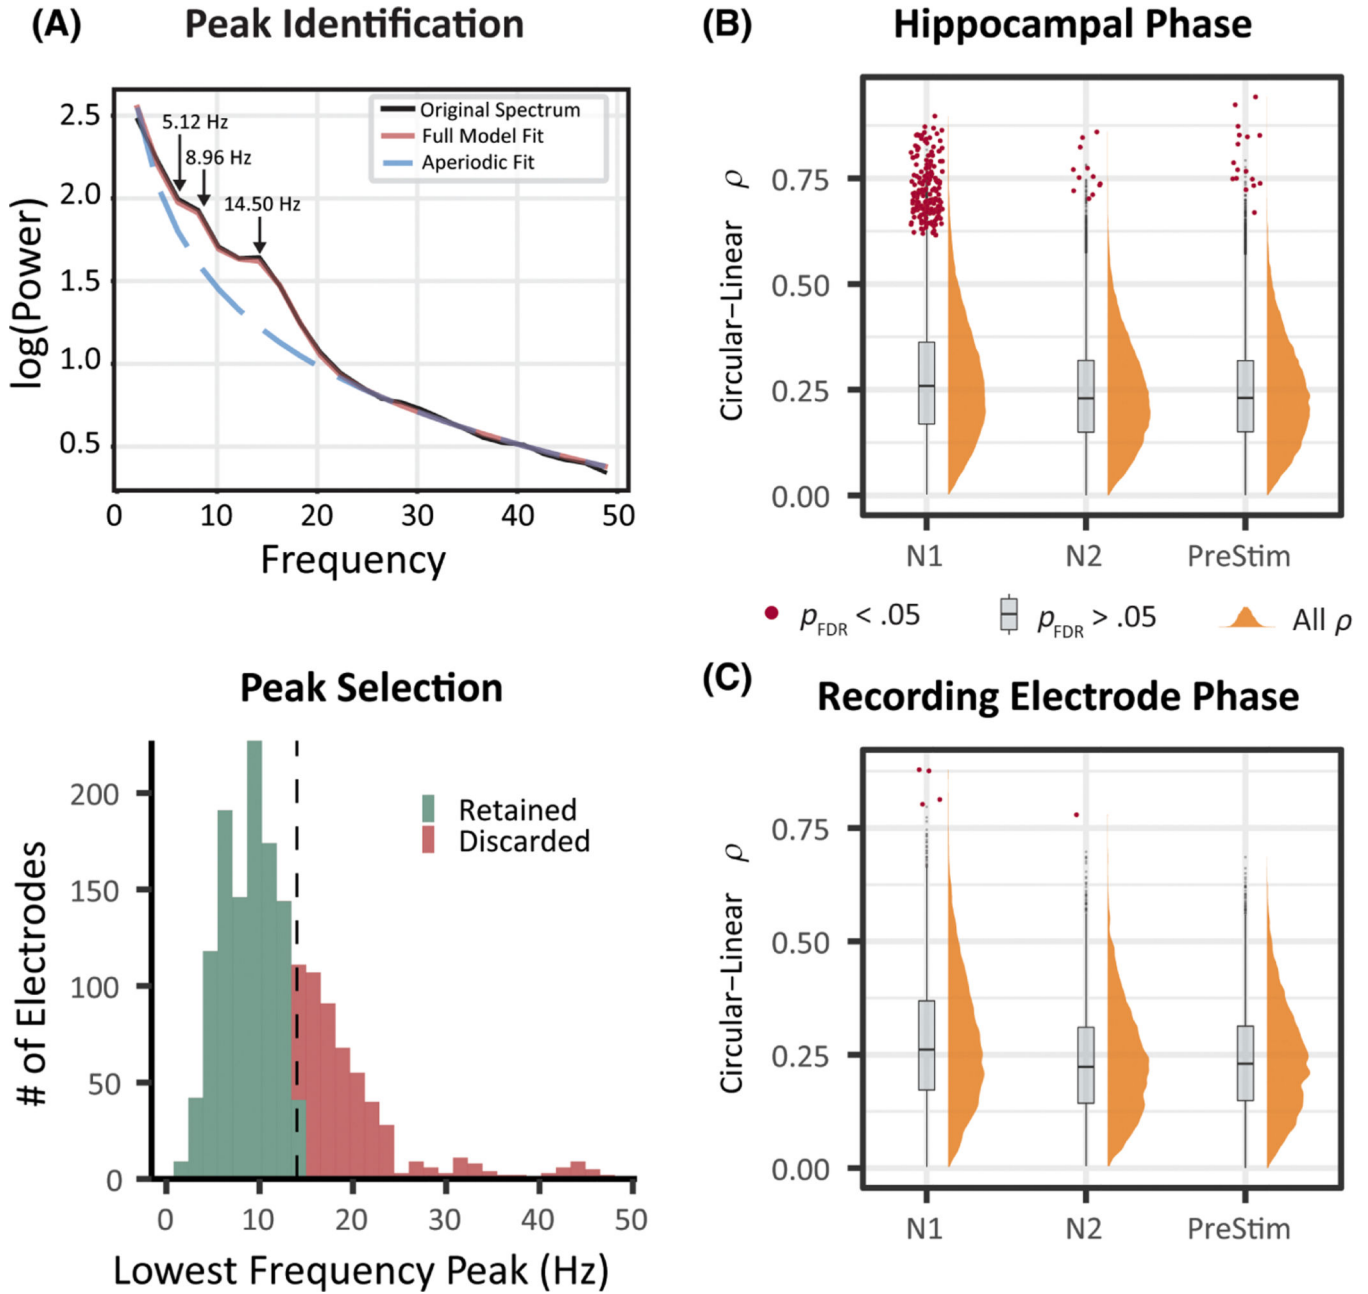 (A) Peak Identification
2.5
2.0
1.5
1.0
0.5
log(Power)
5.12 Hz
8.96 Hz
14.50 Hz
Original Spectrum
Full Model Fit
Aperiodic Fit
0 10 20 30 40 50
Frequency
Peak Selection
200
150
100
50
0
# of Electrodes
Retained
Discarded
0 10 20 30 40 50
Lowest Frequency Peak (Hz)
(B) Hippocampal Phase
0.75
0.50
0.25
0.00
Circular–Linear ρ
N1 N2 PreStim
pFDR < .05 pFDR > .05 All ρ
(C) Recording Electrode Phase
0.75
0.50
0.25
0.00
Circular–Linear ρ
N1 N2 PreStim